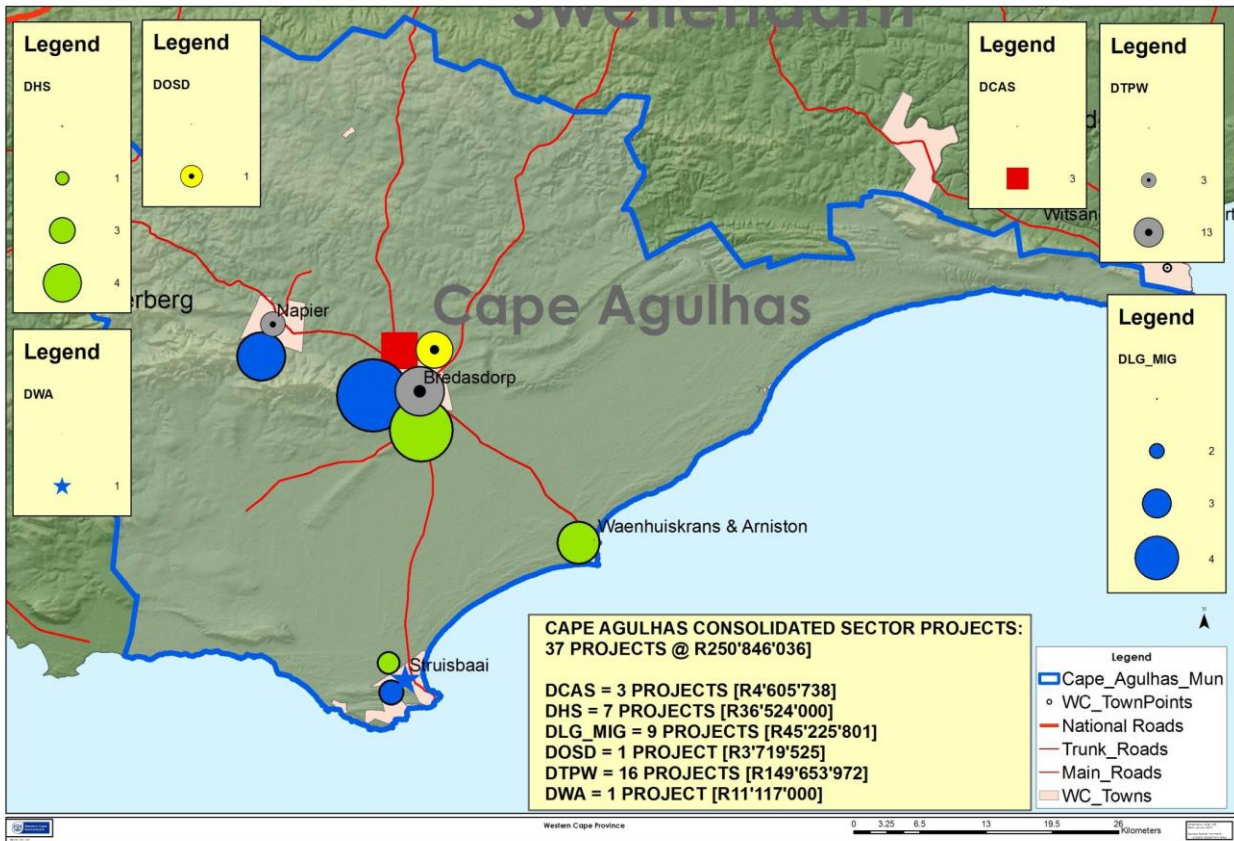 Swellendam
Legend
DHS
1
3
4
Legend
DOSD
1
Legend
DCAS
3
Legend
DTPW
3
13
Witsan
rt
erberg
Napier
Cape Agulhas
Bredasdorp
Legend
DWA
1
Legend
DLG_MIG
2
3
4
Waenhuiskrans & Arniston
Struisbaai
CAPE AGULHAS CONSOLIDATED SECTOR PROJECTS:
37 PROJECTS @ R250'846'036]
DCAS = 3 PROJECTS [R4'605'738]
DHS = 7 PROJECTS [R36'524'000]
DLG_MIG = 9 PROJECTS [R45'225'801]
DOSD = 1 PROJECT [R3'719'525]
DTPW = 16 PROJECTS [R149'653'972]
DWA = 1 PROJECT [R11'117'000]
N
Legend
Cape_Agulhas_Mun
WC_TownPoints
National Roads
Trunk_Roads
Main_Roads
WC_Towns
Western Cape Province
0 3.25 6.5 13 19.5 26
Kilometers